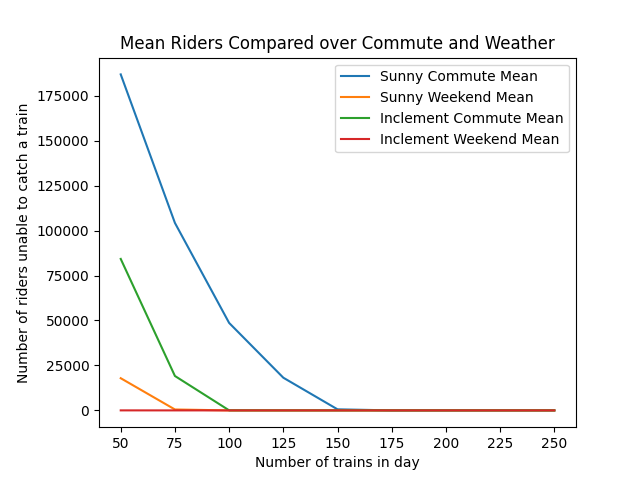 Mean Riders Compared over Commute and Weather
Sunny Commute Mean
Sunny Weekend Mean
Inclement Commute Mean
Inclement Weekend Mean
Number of riders unable to catch a train
175000
150000
125000
100000
75000
50000
25000
0
50 75 100 125 150 175 200 225 250
Number of trains in day